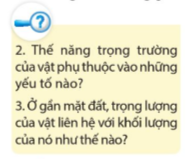 2. Thế năng trọng trường
của vật phụ thuộc vào những
yếu tố nào?
3. Ở gần mặt đất, trọng lượng
của vật liên hệ với khối lượng
của nó như thế nào?